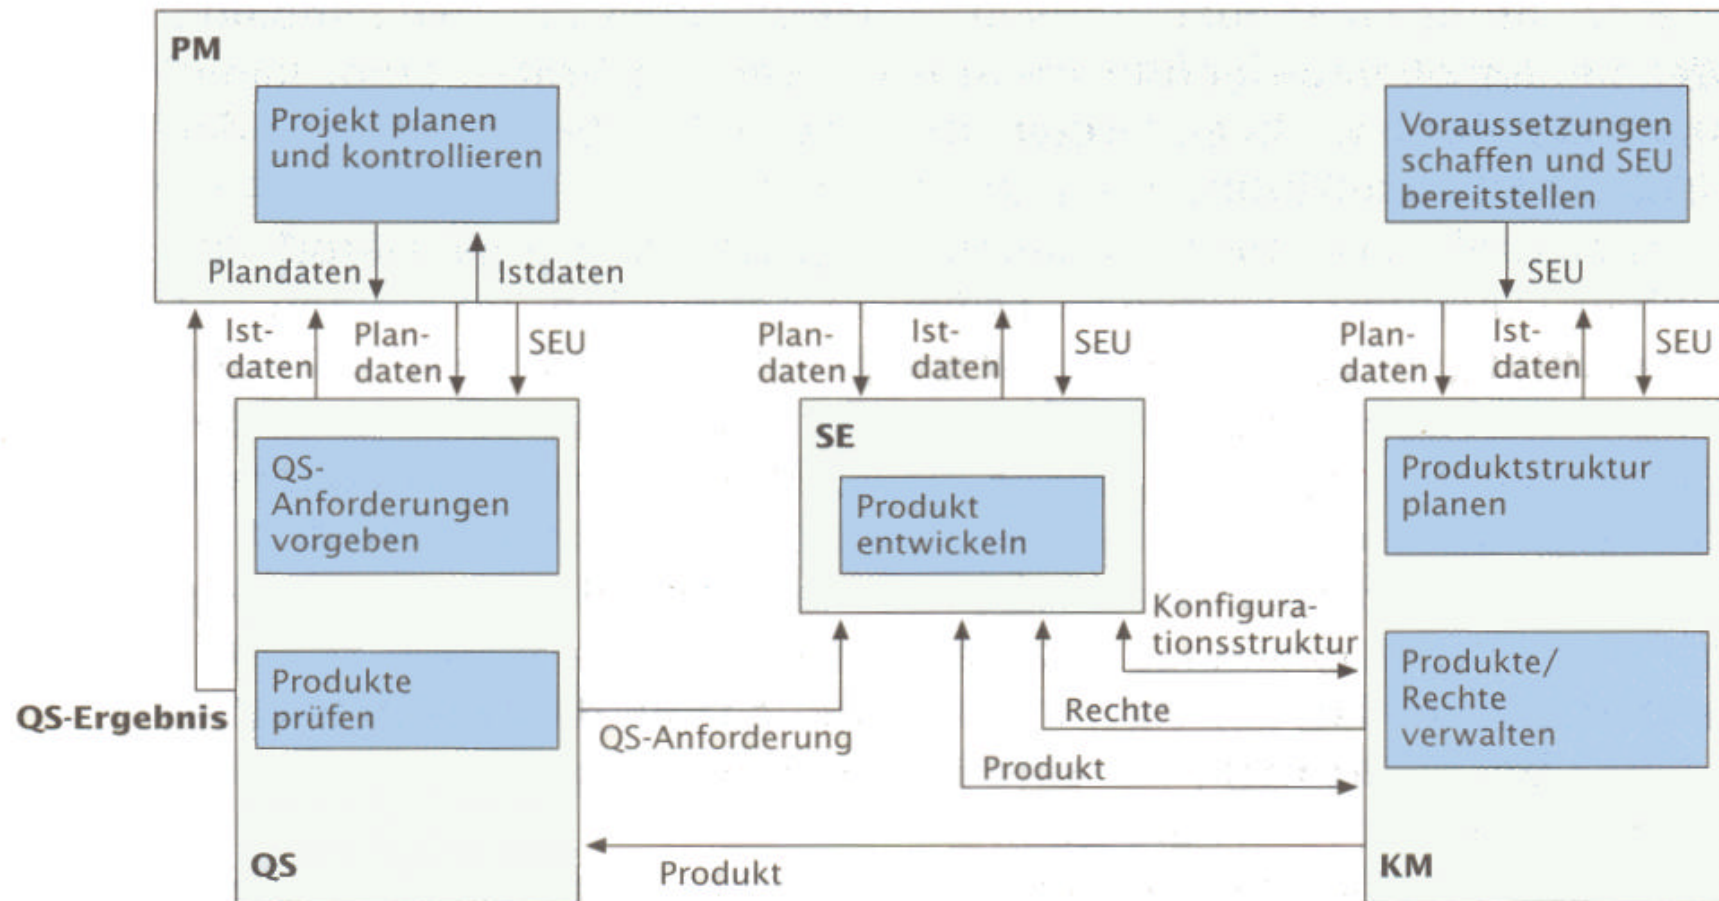 PM
Projekt planen
und kontrollieren
Voraussetzungen
schaffen und SEU
bereitstellen
Plandaten
Istdaten
SEU
Ist-
daten
Plan-
daten
SEU
Plan-
daten
Ist-
daten
SEU
Plan-
daten
Ist-
daten
SEU
QS-
Anforderungen
vorgeben
SE
Produkt
entwickeln
Produktstruktur
planen
Konfigura-
tionsstruktur
Produkte
prüfen
Produkte/
Rechte
verwalten
QS-Ergebnis
QS-Anforderung
Rechte
Produkt
QS
Produkt
KM